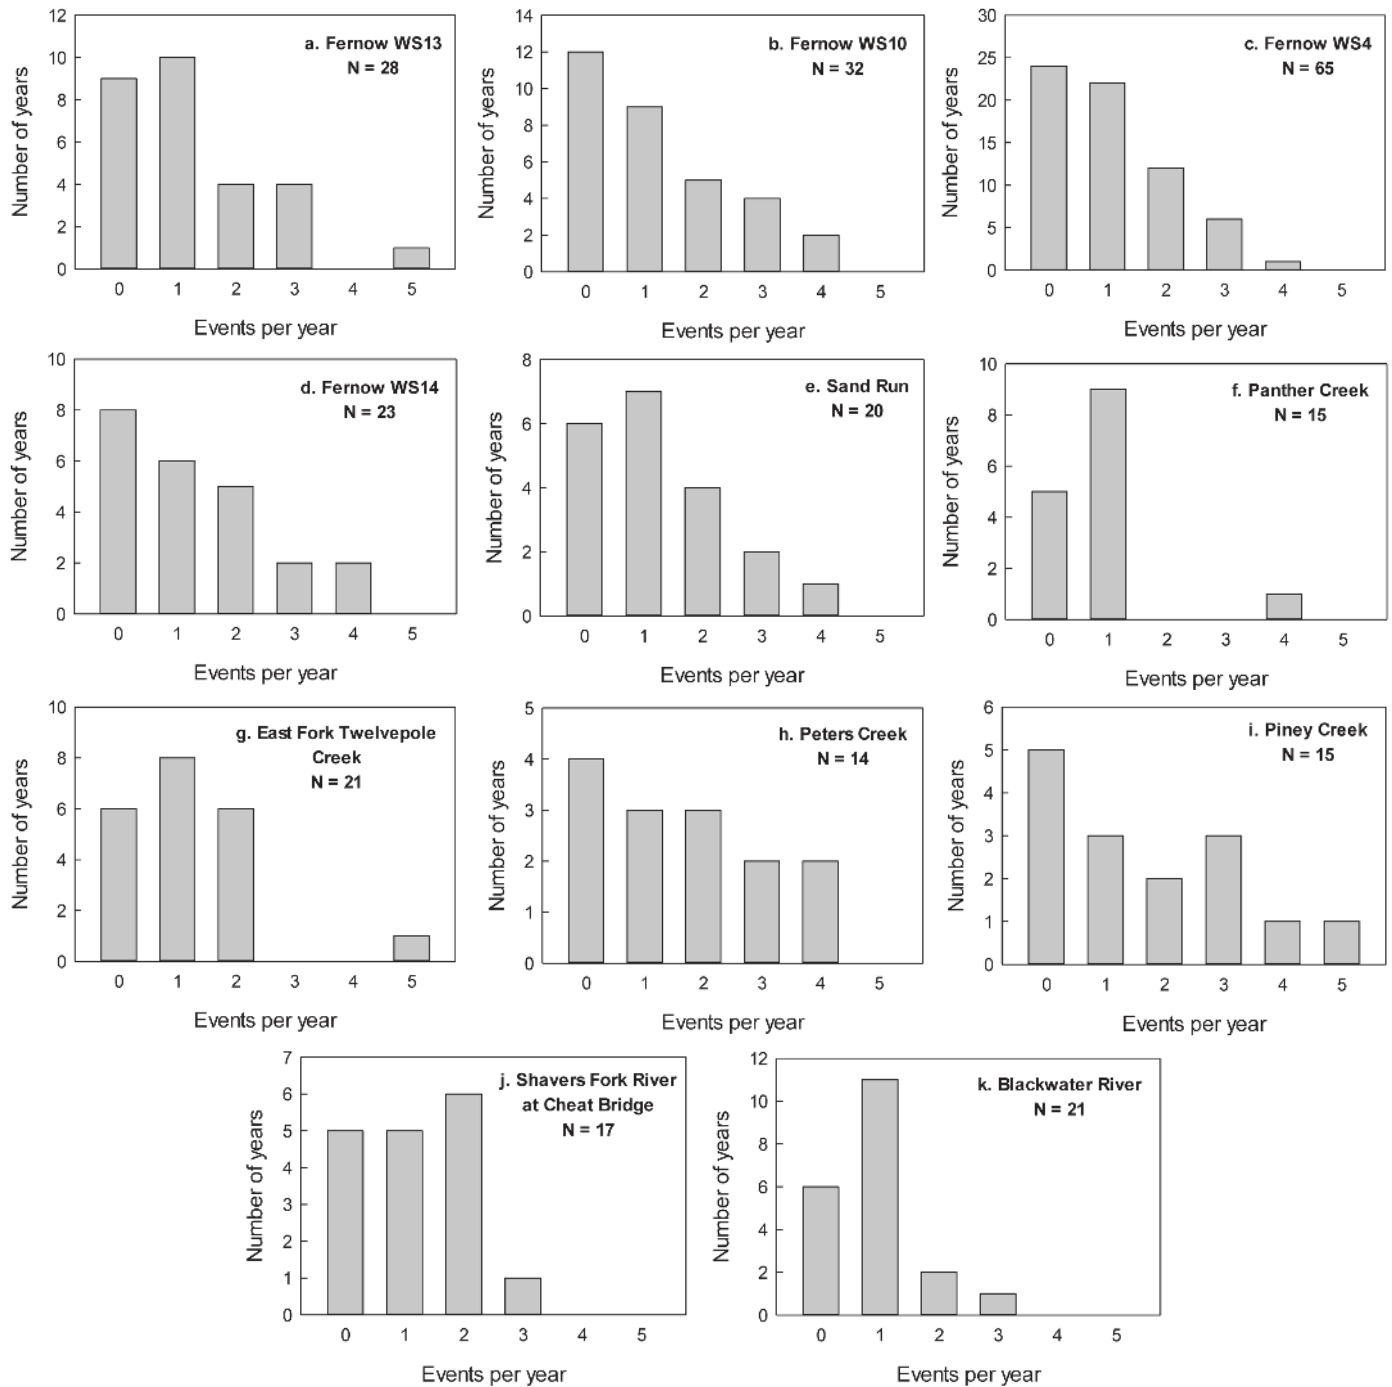 a. Fernow WS13
N = 28
Number of years
12
10
8
6
4
2
0
0 1 2 3 4 5
Events per year
b. Fernow WS10
N = 32
Number of years
14
12
10
8
6
4
2
0
0 1 2 3 4 5
Events per year
c. Fernow WS4
N = 65
Number of years
30
25
20
15
10
5
0
0 1 2 3 4 5
Events per year
d. Fernow WS14
N = 23
Number of years
10
8
6
4
2
0
0 1 2 3 4 5
Events per year
e. Sand Run
N = 20
Number of years
8
6
4
2
0
0 1 2 3 4 5
Events per year
f. Panther Creek
N = 15
Number of years
10
8
6
4
2
0
0 1 2 3 4 5
Events per year
g. East Fork Twelvepole
Creek
N = 21
Number of years
10
8
6
4
2
0
0 1 2 3 4 5
Events per year
h. Peters Creek
N = 14
Number of years
5
4
3
2
1
0
0 1 2 3 4 5
Events per year
i. Piney Creek
N = 15
Number of years
6
5
4
3
2
1
0
0 1 2 3 4 5
Events per year
j. Shavers Fork River
at Cheat Bridge
N = 17
Number of years
7
6
5
4
3
2
1
0
0 1 2 3 4 5
Events per year
k. Blackwater River
N = 21
Number of years
12
10
8
6
4
2
0
0 1 2 3 4 5
Events per year